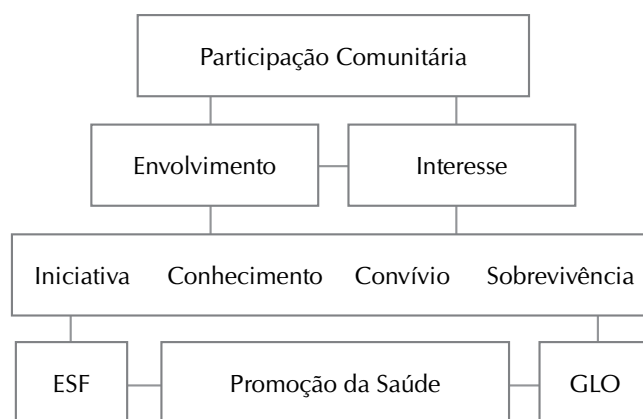 Participação Comunitária
Envolvimento Interesse
Iniciativa Conhecimento Convívio Sobrevivência
ESF Promoção da Saúde GLO